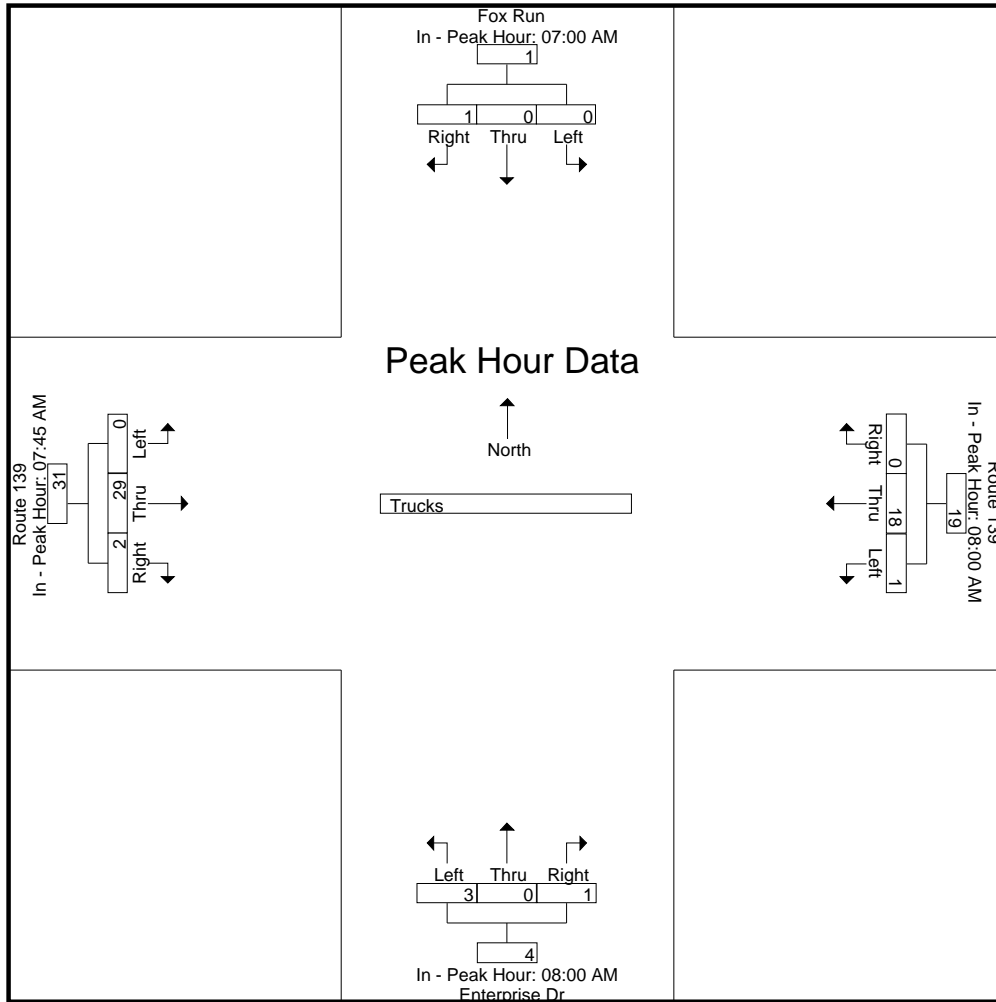 Fox Run
In - Peak Hour: 07:00 AM
1
1 0 0
Right Thru Left
Peak Hour Data
North
Trucks
Route 139
In - Peak Hour: 07:45 AM
31
0 29 2
Left Thru Right
Route 139
In - Peak Hour: 08:00 AM
19
0 18 1
Right Thru Left
Left Thru Right
3 0 1
4
In - Peak Hour: 08:00 AM
Enterprise Dr